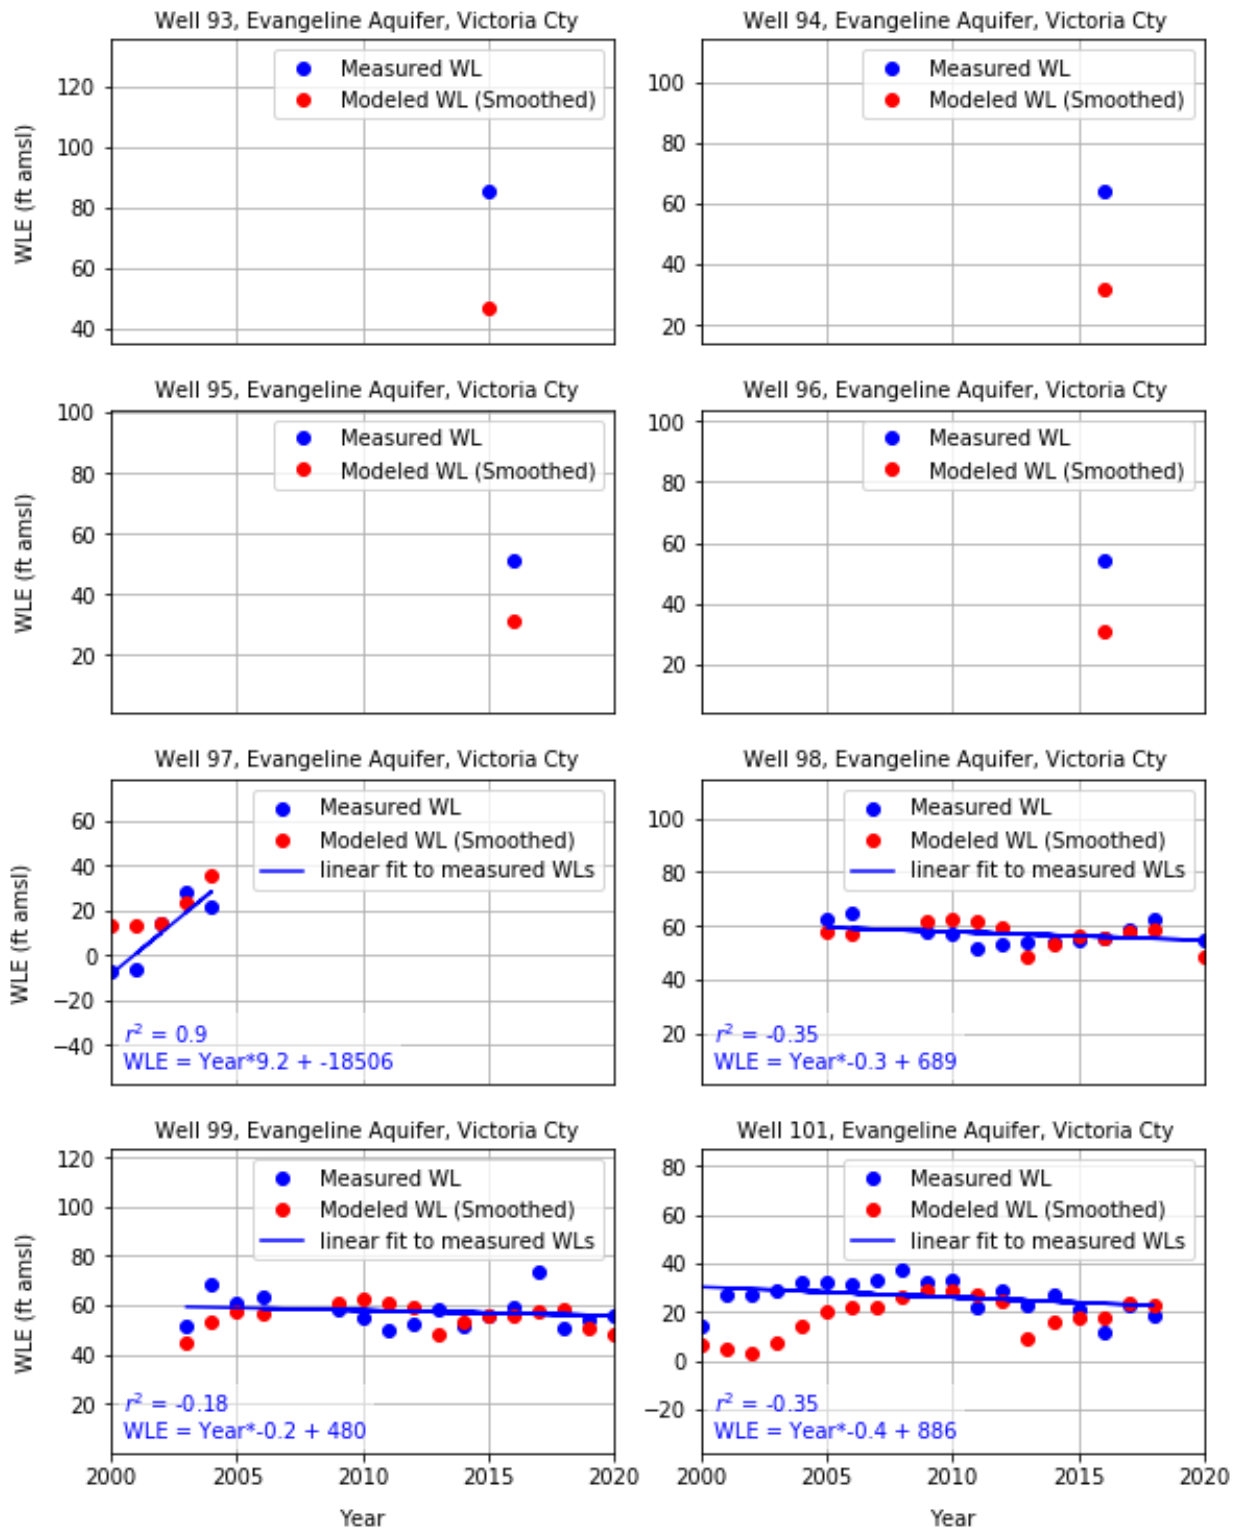 Well 93, Evangeline Aquifer, Victoria Cty
Measured WL
Modeled WL (Smoothed)
WLE (ft amsl)
120
100
80
60
40
Well 94, Evangeline Aquifer, Victoria Cty
Measured WL
Modeled WL (Smoothed)
100
80
60
40
20
Well 95, Evangeline Aquifer, Victoria Cty
Measured WL
Modeled WL (Smoothed)
WLE (ft amsl)
100
80
60
40
20
Well 96, Evangeline Aquifer, Victoria Cty
Measured WL
Modeled WL (Smoothed)
100
80
60
40
20
Well 97, Evangeline Aquifer, Victoria Cty
Measured WL
Modeled WL (Smoothed)
linear fit to measured WLs
WLE (ft amsl)
60
40
20
0
−20
−40
r² = 0.9
WLE = Year*9.2 + -18506
Well 98, Evangeline Aquifer, Victoria Cty
Measured WL
Modeled WL (Smoothed)
linear fit to measured WLs
100
80
60
40
20
r² = -0.35
WLE = Year*-0.3 + 689
Well 99, Evangeline Aquifer, Victoria Cty
Measured WL
Modeled WL (Smoothed)
linear fit to measured WLs
WLE (ft amsl)
120
100
80
60
40
20
r² = -0.18
WLE = Year*-0.2 + 480
2000 2005 2010 2015 2020
Year
Well 101, Evangeline Aquifer, Victoria Cty
Measured WL
Modeled WL (Smoothed)
linear fit to measured WLs
80
60
40
20
0
−20
r² = -0.35
WLE = Year*-0.4 + 886
2000 2005 2010 2015 2020
Year